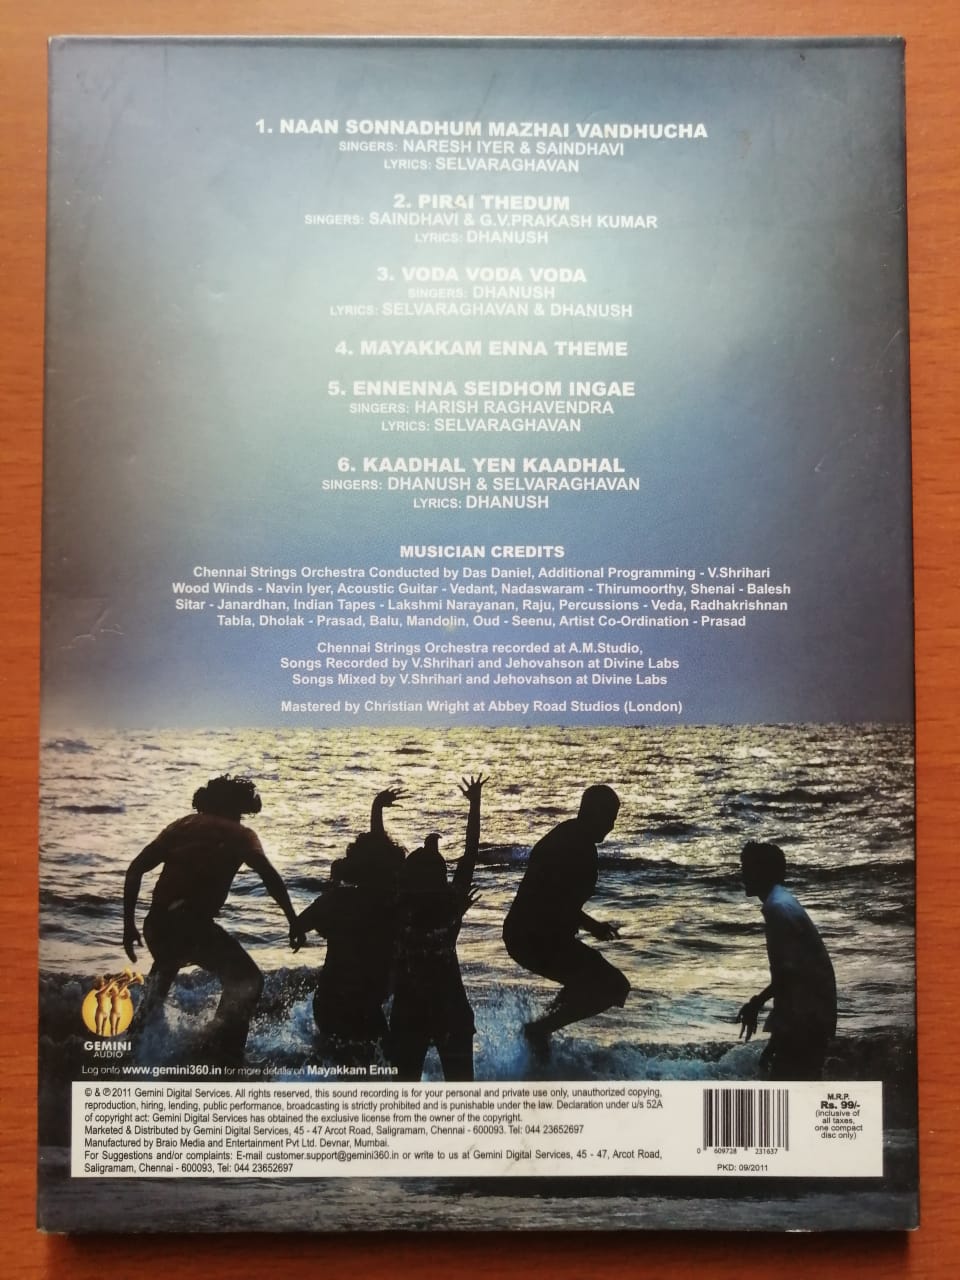 1. NAAN SONNADHUM MAZHAI VANDHUCHA
SINGERS: NARESH IYER & SAINDHAVI
LYRICS: SELVARAGHAVAN
2. PIRAI THEDUM
SINGERS: SAINDHAVI & G.V.PRAKASH KUMAR
LYRICS: DHANUSH
3. VODA VODA VODA
SINGERS: DHANUSH
LYRICS: SELVARAGHAVAN & DHANUSH
4. MAYAKKAM ENNA THEME
5. ENNENNA SEIDHOM INGAE
SINGERS: HARISH RAGHAVENDRA
LYRICS: SELVARAGHAVAN
6. KAADHAL YEN KAADHAL
SINGERS: DHANUSH & SELVARAGHAVAN
LYRICS: DHANUSH
MUSICIAN CREDITS
Chennai Strings Orchestra Conducted by Das Daniel, Additional Programming - V.Shrihari
Wood Winds - Navin Iyer, Acoustic Guitar - Vedant, Nadaswaram - Thirumoorthy, Shenai - Balesh
Sitar - Janardhan, Indian Tapes - Lakshmi Narayanan, Raju, Percussions - Veda, Radhakrishnan
Tabla, Dholak - Prasad, Balu, Mandolin, Oud - Seenu, Artist Co-Ordination - Prasad
Chennai Strings Orchestra recorded at A.M.Studio,
Songs Recorded by V.Shrihari and Jehovahson at Divine Labs
Songs Mixed by V.Shrihari and Jehovahson at Divine Labs
Mastered by Christian Wright at Abbey Road Studios (London)
GEMINI
AUDIO
Log onto www.gemini360.in for more details on Mayakkam Enna
© & ℗ 2011 Gemini Digital Services. All rights reserved, this sound recording is for your personal and private use only, unauthorized copying,
reproduction, hiring, lending, public performance, broadcasting is strictly prohibited and is punishable under the law. Declaration under u/s 52A
of copyright act: Gemini Digital Services has obtained the exclusive license from the owner of the copyright.
Marketed & Distributed by Gemini Digital Services, 45 - 47 Arcot Road, Saligramam, Chennai - 600093. Tel: 044 23652697
Manufactured by Braio Media and Entertainment Pvt Ltd. Devnar, Mumbai.
For Suggestions and/or complaints: E-mail customer.support@gemini360.in or write to us at Gemini Digital Services, 45 - 47, Arcot Road,
Saligramam, Chennai - 600093, Tel: 044 23652697
0 609728 231637
PKD: 09/2011
M.R.P.
Rs. 99/-
(inclusive of
all taxes,
one compact
disc only)